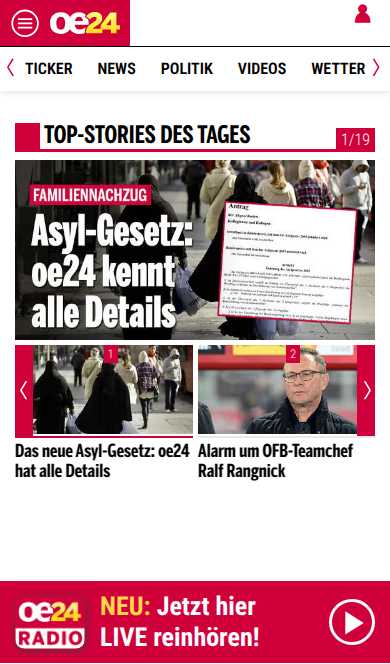 oe24
TICKER NEWS POLITIK VIDEOS WETTER
TOP-STORIES DES TAGES
1/19
FAMILIENNACHZUG
Asyl-Gesetz:
oe24 kennt
alle Details
Antrag
1
2
Das neue Asyl-Gesetz: oe24
hat alle Details
Alarm um ÖFB-Teamchef
Ralf Rangnick
oe24
RADIO
NEU: Jetzt hier
LIVE reinhören!